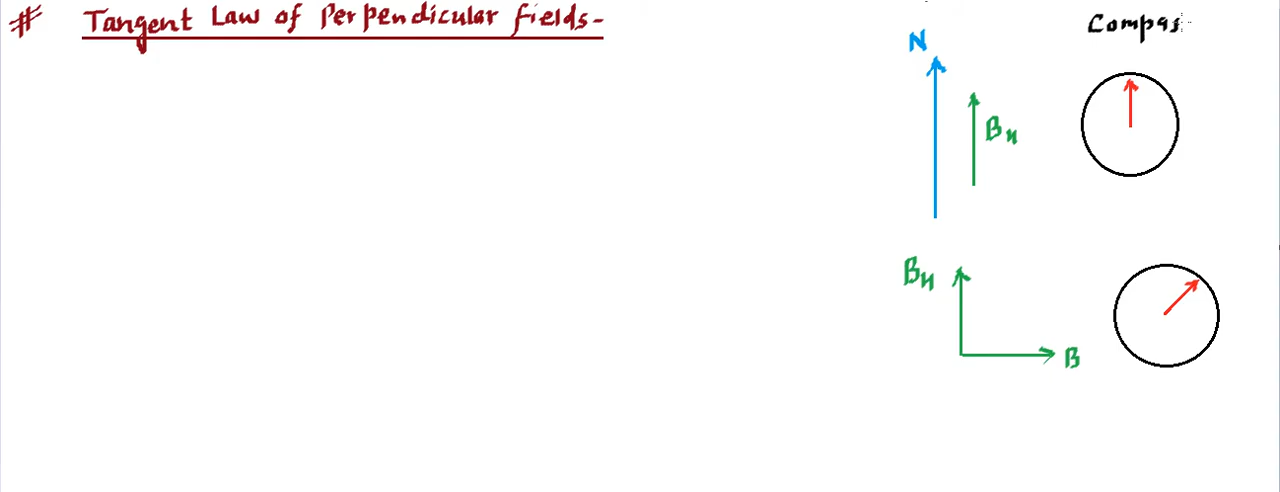 # Tangent Law of Perpendicular fields-
Compas
N
BH
BH
B